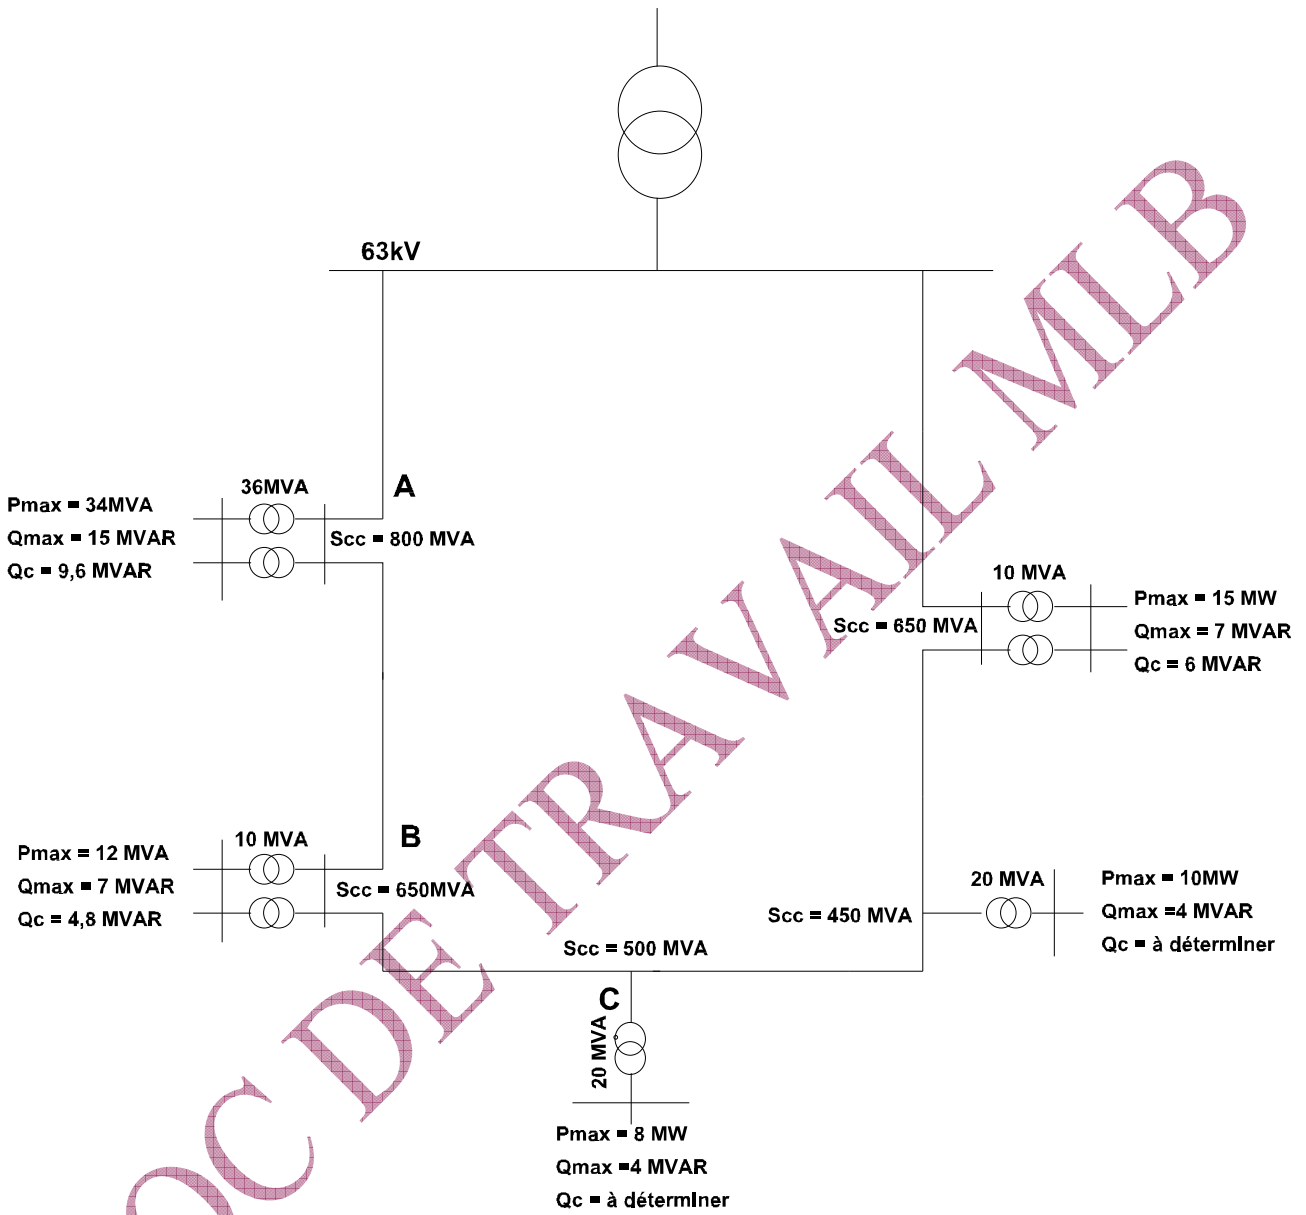 63kV
36MVA
A
Pmax = 34MVA
Qmax = 15 MVAR
Qc = 9,6 MVAR
Scc = 800 MVA
10 MVA
Pmax = 15 MW
Qmax = 7 MVAR
Qc = 6 MVAR
Scc = 650 MVA
10 MVA
B
Pmax = 12 MVA
Qmax = 7 MVAR
Qc = 4,8 MVAR
Scc = 650MVA
20 MVA
Pmax = 10MW
Qmax =4 MVAR
Qc = à déterminer
Scc = 450 MVA
Scc = 500 MVA
C
20 MVA
Pmax = 8 MW
Qmax =4 MVAR
Qc = à déterminer
OC DE TRAVAIL MLB